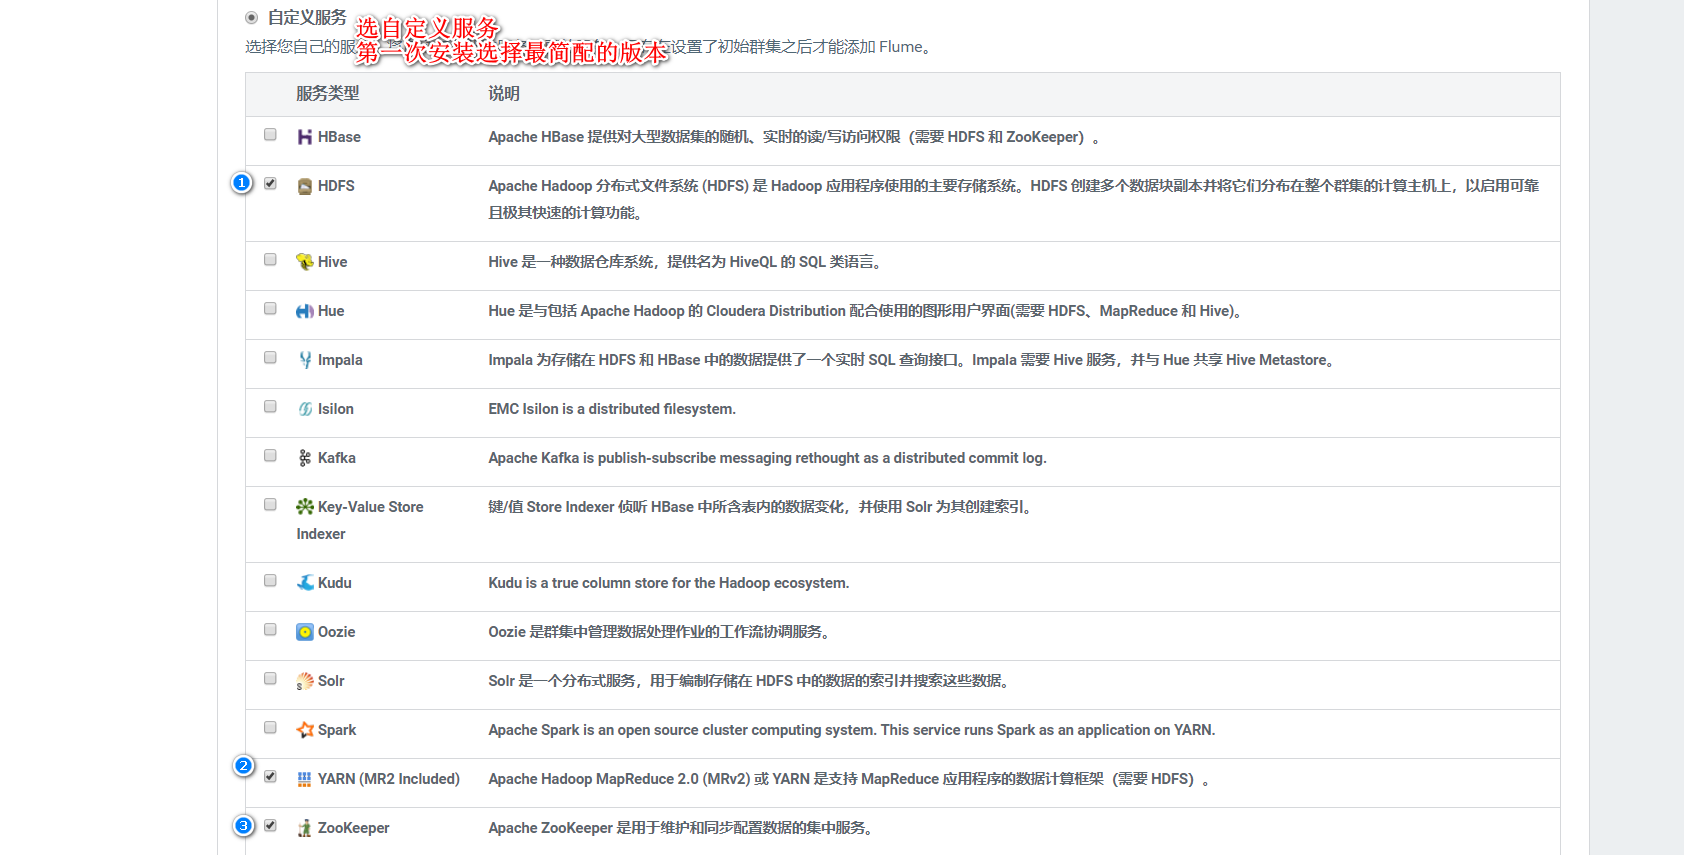 自定义服务
选自定义服务
选择您自己的服
在设置了初始群集之后才能添加 Flume。
第一次安装选择最简配的版本
服务类型 说明
HBase Apache HBase 提供对大型数据集的随机、实时的读/写访问权限（需要 HDFS 和 ZooKeeper）。
1 HDFS Apache Hadoop 分布式文件系统 (HDFS) 是 Hadoop 应用程序使用的主要存储系统。HDFS 创建多个数据块副本并将它们分布在整个群集的计算主机上，以启用可靠
且极其快速的计算功能。
Hive Hive 是一种数据仓库系统，提供名为 HiveQL 的 SQL 类语言。
Hue Hue 是与包括 Apache Hadoop 的 Cloudera Distribution 配合使用的图形用户界面(需要 HDFS、MapReduce 和 Hive)。
Impala Impala 为存储在 HDFS 和 HBase 中的数据提供了一个实时 SQL 查询接口。Impala 需要 Hive 服务，并与 Hue 共享 Hive Metastore。
Isilon EMC Isilon is a distributed filesystem.
Kafka Apache Kafka is publish-subscribe messaging rethought as a distributed commit log.
Key-Value Store 键/值 Store Indexer 侦听 HBase 中所含表内的数据变化，并使用 Solr 为其创建索引。
Indexer
Kudu Kudu is a true column store for the Hadoop ecosystem.
Oozie Oozie 是群集中管理数据处理作业的工作流协调服务。
Solr Solr 是一个分布式服务，用于编制存储在 HDFS 中的数据的索引并搜索这些数据。
Spark Apache Spark is an open source cluster computing system. This service runs Spark as an application on YARN.
2 YARN (MR2 Included) Apache Hadoop MapReduce 2.0 (MRv2) 或 YARN 是支持 MapReduce 应用程序的数据计算框架（需要 HDFS）。
3 ZooKeeper Apache ZooKeeper 是用于维护和同步配置数据的集中服务。